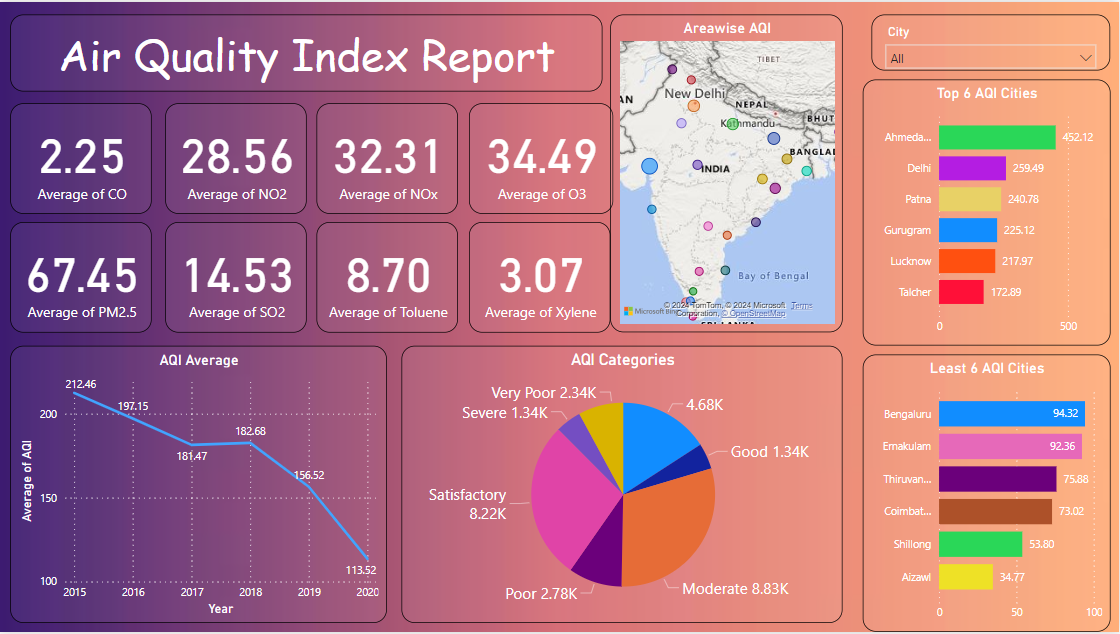 Air Quality Index Report
2.25
Average of CO
28.56
Average of NO2
32.31
Average of NOx
34.49
Average of O3
67.45
Average of PM2.5
14.53
Average of SO2
8.70
Average of Toluene
3.07
Average of Xylene
Areawise AQI
TIBET
AN
New Delhi
NEPAL
Kathmandu
BHUT
BANGLAI
INDIA
Bay of Bengal
© 2024 TomTom, © 2024 Microsoft Terms
Microsoft Bing
Corporation, © OpenStreetMap
SRI LANKA
City
All
Top 6 AQI Cities
Ahmeda... 452.12
Delhi 259.49
Patna 240.78
Gurugram 225.12
Lucknow 217.97
Talcher 172.89
0 500
AQI Average
Average of AQI
200
150
100
212.46
197.15
181.47
182.68
156.52
113.52
2015 2016 2017 2018 2019 2020
Year
AQI Categories
Very Poor 2.34K
4.68K
Severe 1.34K
Good 1.34K
Satisfactory
8.22K
Poor 2.78K
Moderate 8.83K
Least 6 AQI Cities
Bengaluru 94.32
Ernakulam 92.36
Thiruvan... 75.88
Coimbat... 73.02
Shillong 53.80
Aizawl 34.77
0 50 100